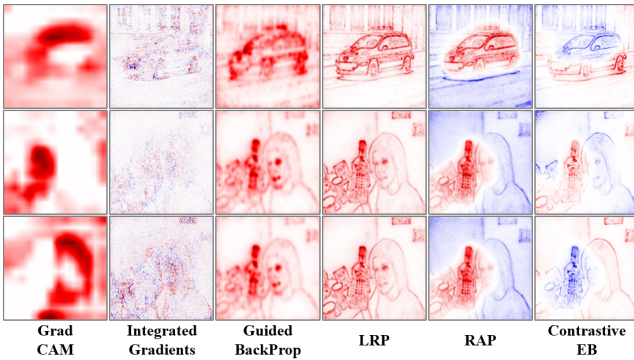 Grad CAM
Integrated Gradients
Guided BackProp
LRP
RAP
Contrastive EB